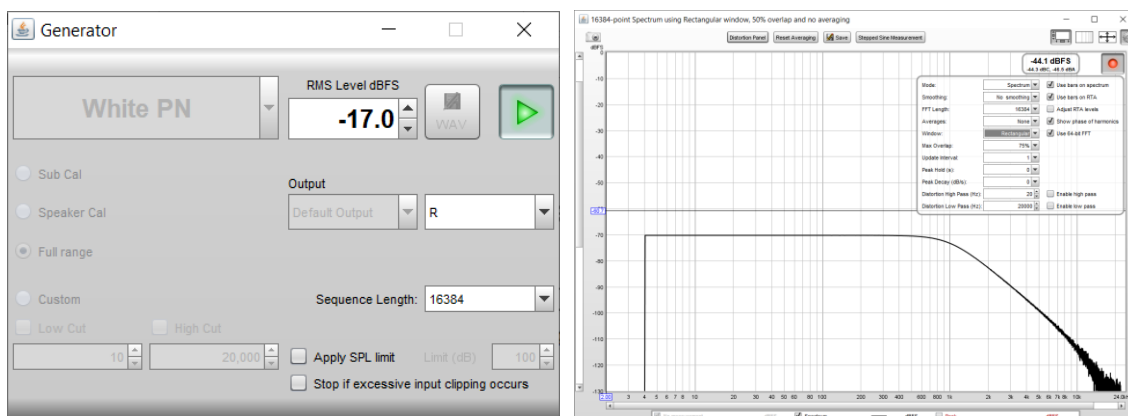 Generator
White PN
RMS Level dBFS
-17.0
WAV
Sub Cal
Speaker Cal
Full range
Custom
Low Cut
High Cut
10
20,000
Output
Default Output
R
Sequence Length:
16384
Apply SPL limit
Limit (dB)
100
Stop if excessive input clipping occurs
16384-point Spectrum using Rectangular window, 50% overlap and no averaging
Distortion Panel
Reset Averaging
Save
Stepped Sine Measurement
dBFS
-44.1 dBFS
Mode:
Spectrum
Use bars on spectrum
Smoothing:
No smoothing
Use bars on RTA
FFT Length:
16384
Adjust RTA levels
Averages:
None
Show phase of harmonics
Window:
Rectangular
Use 64-bit FFT
Max Overlap:
75%
Update Interval:
1
Peak Hold (s):
0
Peak Decay (dB/s):
0
Distortion High Pass (Hz):
20
Enable high pass
Distortion Low Pass (Hz):
20000
Enable low pass
0
-10
-20
-30
-40
-50
-70
-80
-90
-100
-110
-120
-130
3 4 5 6 7 8 10 20 30 40 50 60 80 100 200 300 400 600 800 1k 2k 3k 4k 5k 6k 7k 8k 10k